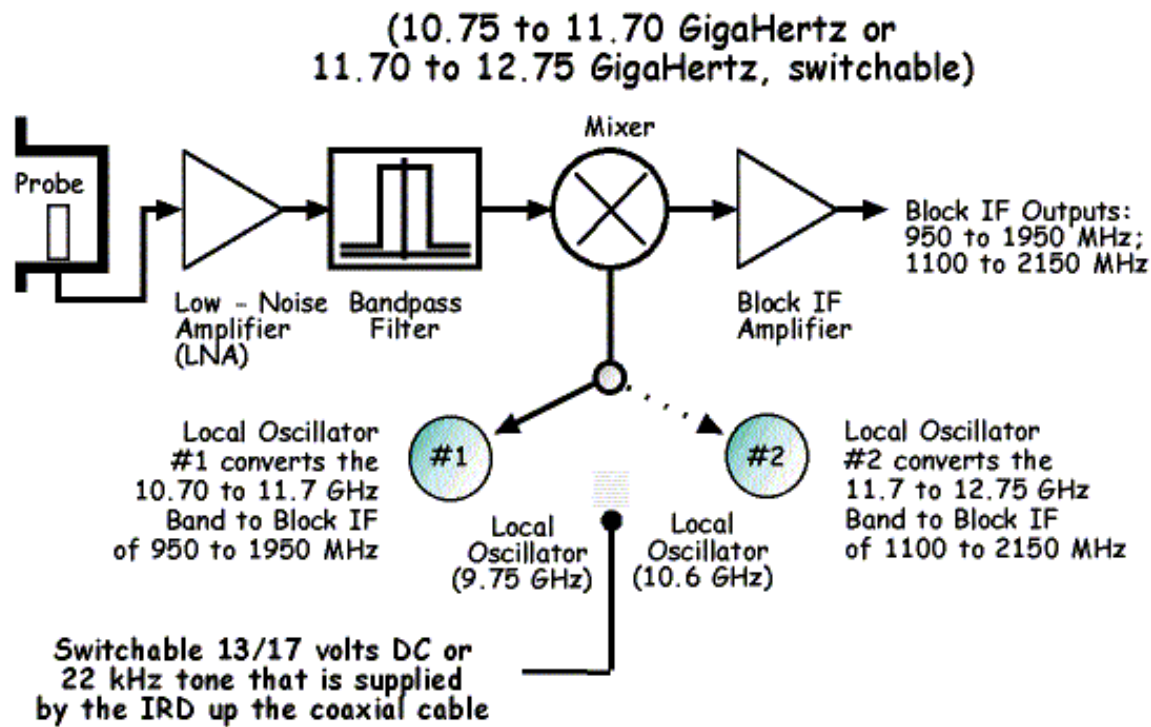 (10.75 to 11.70 GigaHertz or
11.70 to 12.75 GigaHertz, switchable)
Mixer
Probe
Block IF Outputs:
950 to 1950 MHz;
1100 to 2150 MHz
Low - Noise
Amplifier
(LNA)
Bandpass
Filter
Block IF
Amplifier
Local Oscillator
#1 converts the
10.70 to 11.7 GHz
Band to Block IF
of 950 to 1950 MHz
#1
#2
Local Oscillator
#2 converts the
11.7 to 12.75 GHz
Band to Block IF
of 1100 to 2150 MHz
Local
Oscillator
(9.75 GHz)
Local
Oscillator
(10.6 GHz)
Switchable 13/17 volts DC or
22 kHz tone that is supplied
by the IRD up the coaxial cable